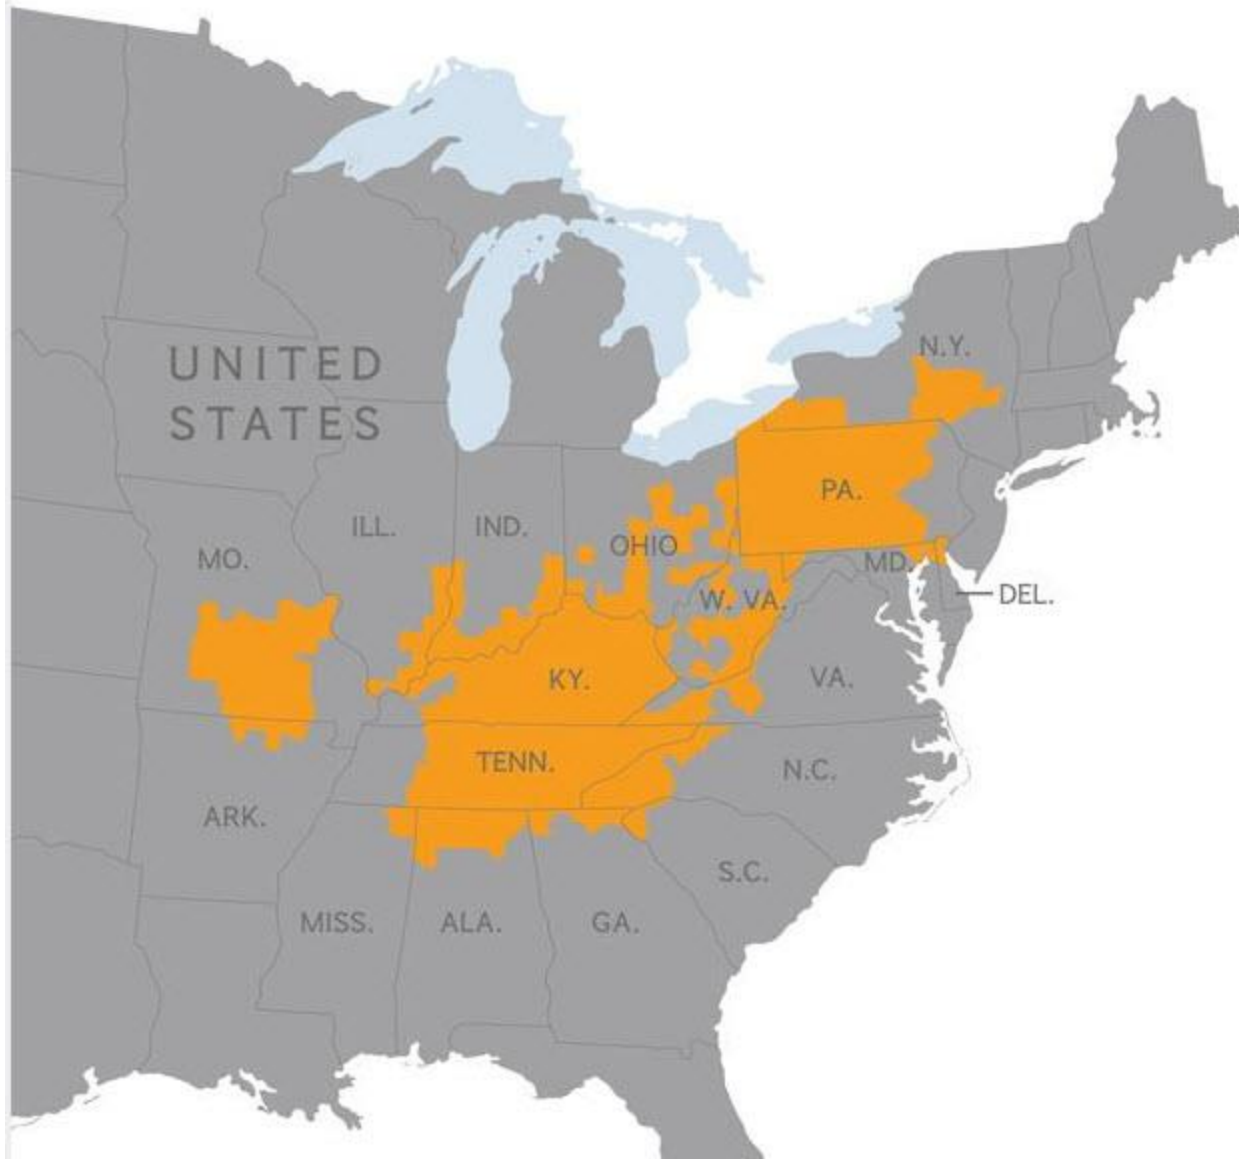 N.Y.
UNITED
STATES
PA.
ILL.
IND.
OHIO
MO.
MD.
DEL.
W. VA.
KY.
VA.
TENN.
N.C.
ARK.
S.C.
MISS.
ALA.
GA.